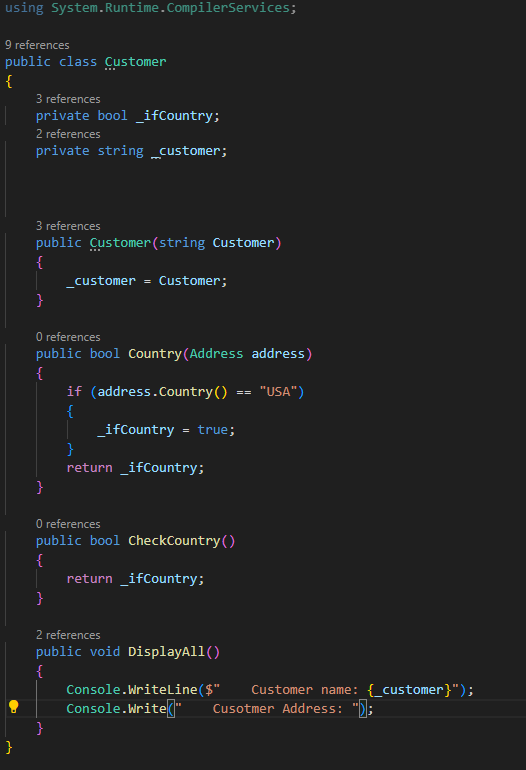 using System.Runtime.CompilerServices;
9 references
public class Customer
{
3 references
private bool _ifCountry;
2 references
private string _customer;
3 references
public Customer(string Customer)
{
_customer = Customer;
}
0 references
public bool Country(Address address)
{
if (address.Country() == "USA")
{
_ifCountry = true;
}
return _ifCountry;
}
0 references
public bool CheckCountry()
{
return _ifCountry;
}
2 references
public void DisplayAll()
{
Console.WriteLine($"    Customer name: {_customer}");
Console.Write("    Cusotmer Address: ");
}
}